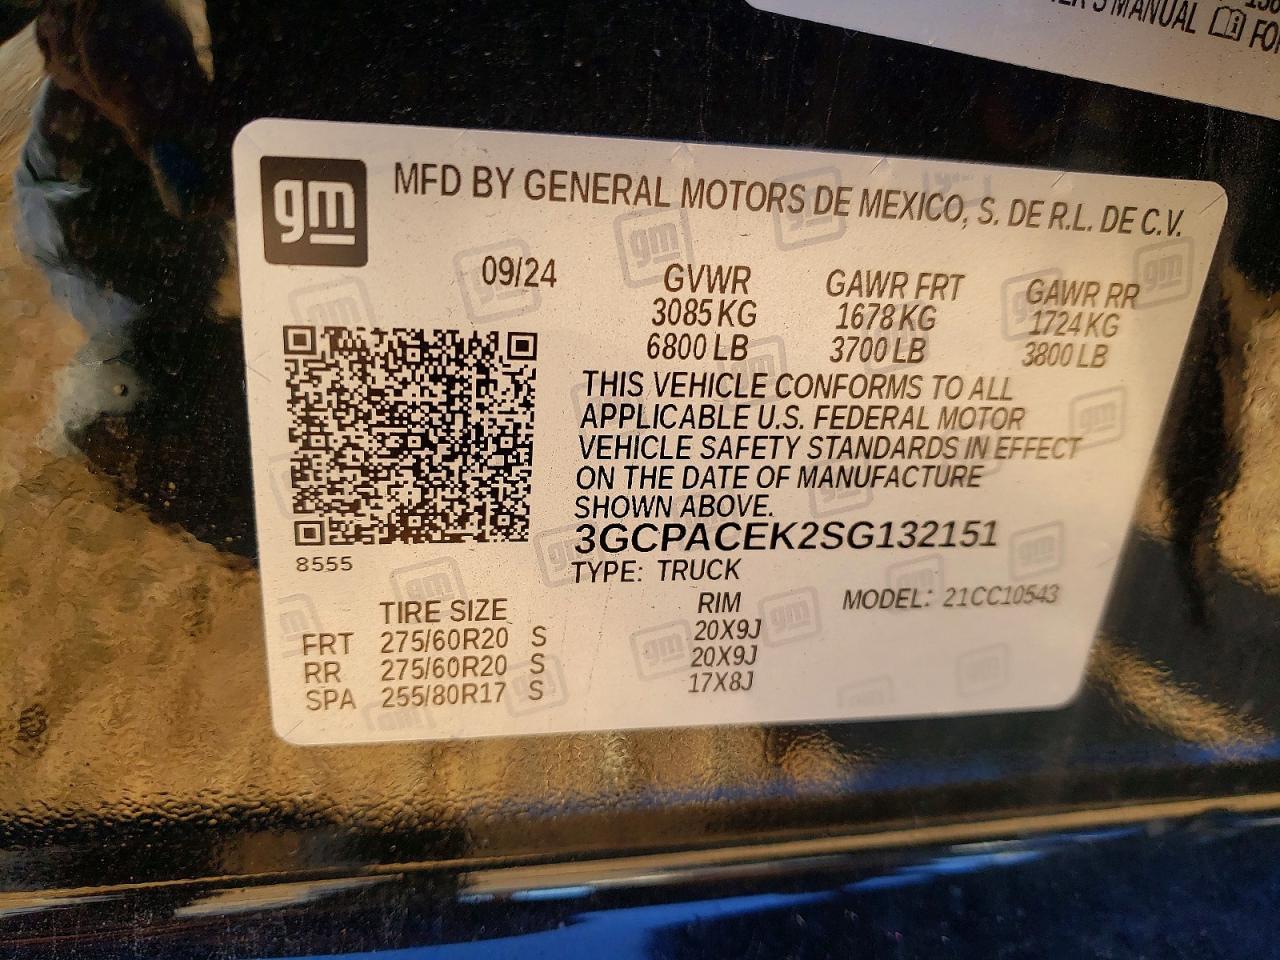 'S MANUAL
gm
MFD BY GENERAL MOTORS DE MEXICO, S. DE R.L. DE C.V.
09/24 GVWR GAWR FRT GAWR RR
3085 KG 1678 KG 1724 KG
6800 LB 3700 LB 3800 LB
THIS VEHICLE CONFORMS TO ALL
APPLICABLE U.S. FEDERAL MOTOR
VEHICLE SAFETY STANDARDS IN EFFECT
ON THE DATE OF MANUFACTURE
SHOWN ABOVE.
3GCPACEK2SG132151
8555
TYPE: TRUCK
TIRE SIZE RIM MODEL: 21CC10543
FRT 275/60R20 S 20X9J
RR 275/60R20 S 20X9J
SPA 255/80R17 S 17X8J